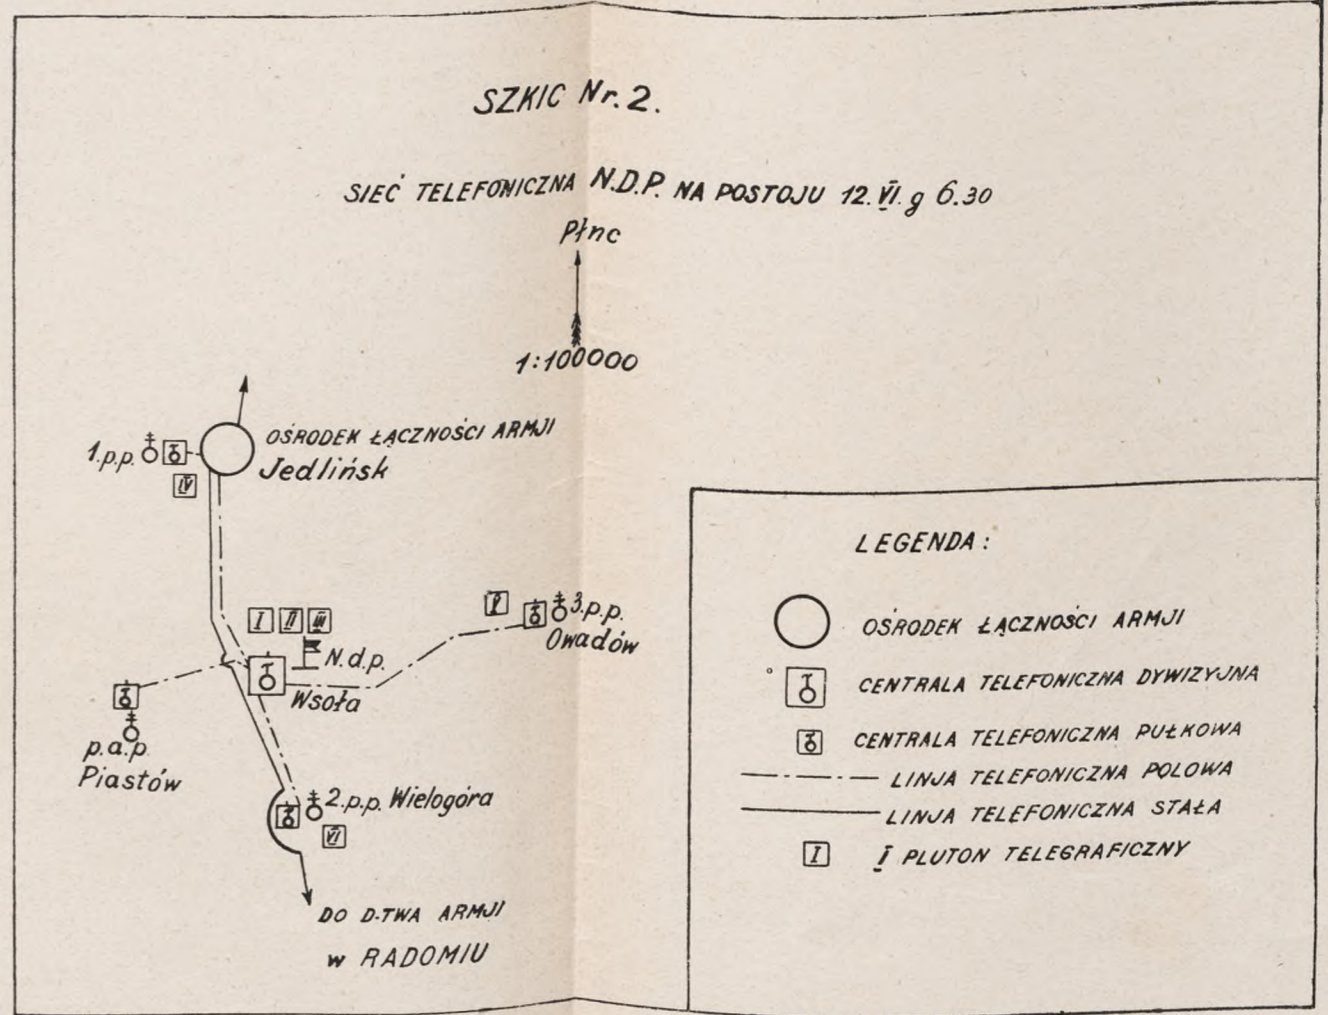 SZKIC Nr. 2.
SIEĆ TELEFONICZNA N.D.P. NA POSTOJU 12.VI. g 6.30
Płnc
1:100000
OŚRODEK ŁĄCZNOŚCI ARMJI
1.p.p.
Jedlińsk
IV
I II III
3.p.p.
Owadów
N.d.p.
Wsoła
p.a.p.
Piastów
2.p.p. Wielogóra
VI
DO D-TWA ARMJI
w RADOMIU
LEGENDA:
OŚRODEK ŁĄCZNOŚCI ARMJI
CENTRALA TELEFONICZNA DYWIZYJNA
CENTRALA TELEFONICZNA PUŁKOWA
LINJA TELEFONICZNA POLOWA
LINJA TELEFONICZNA STAŁA
I I PLUTON TELEGRAFICZNY